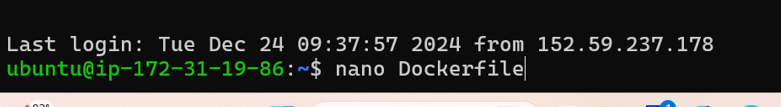 Last login: Tue Dec 24 09:37:57 2024 from 152.59.237.178
ubuntu@ip-172-31-19-86:~$ nano Dockerfile